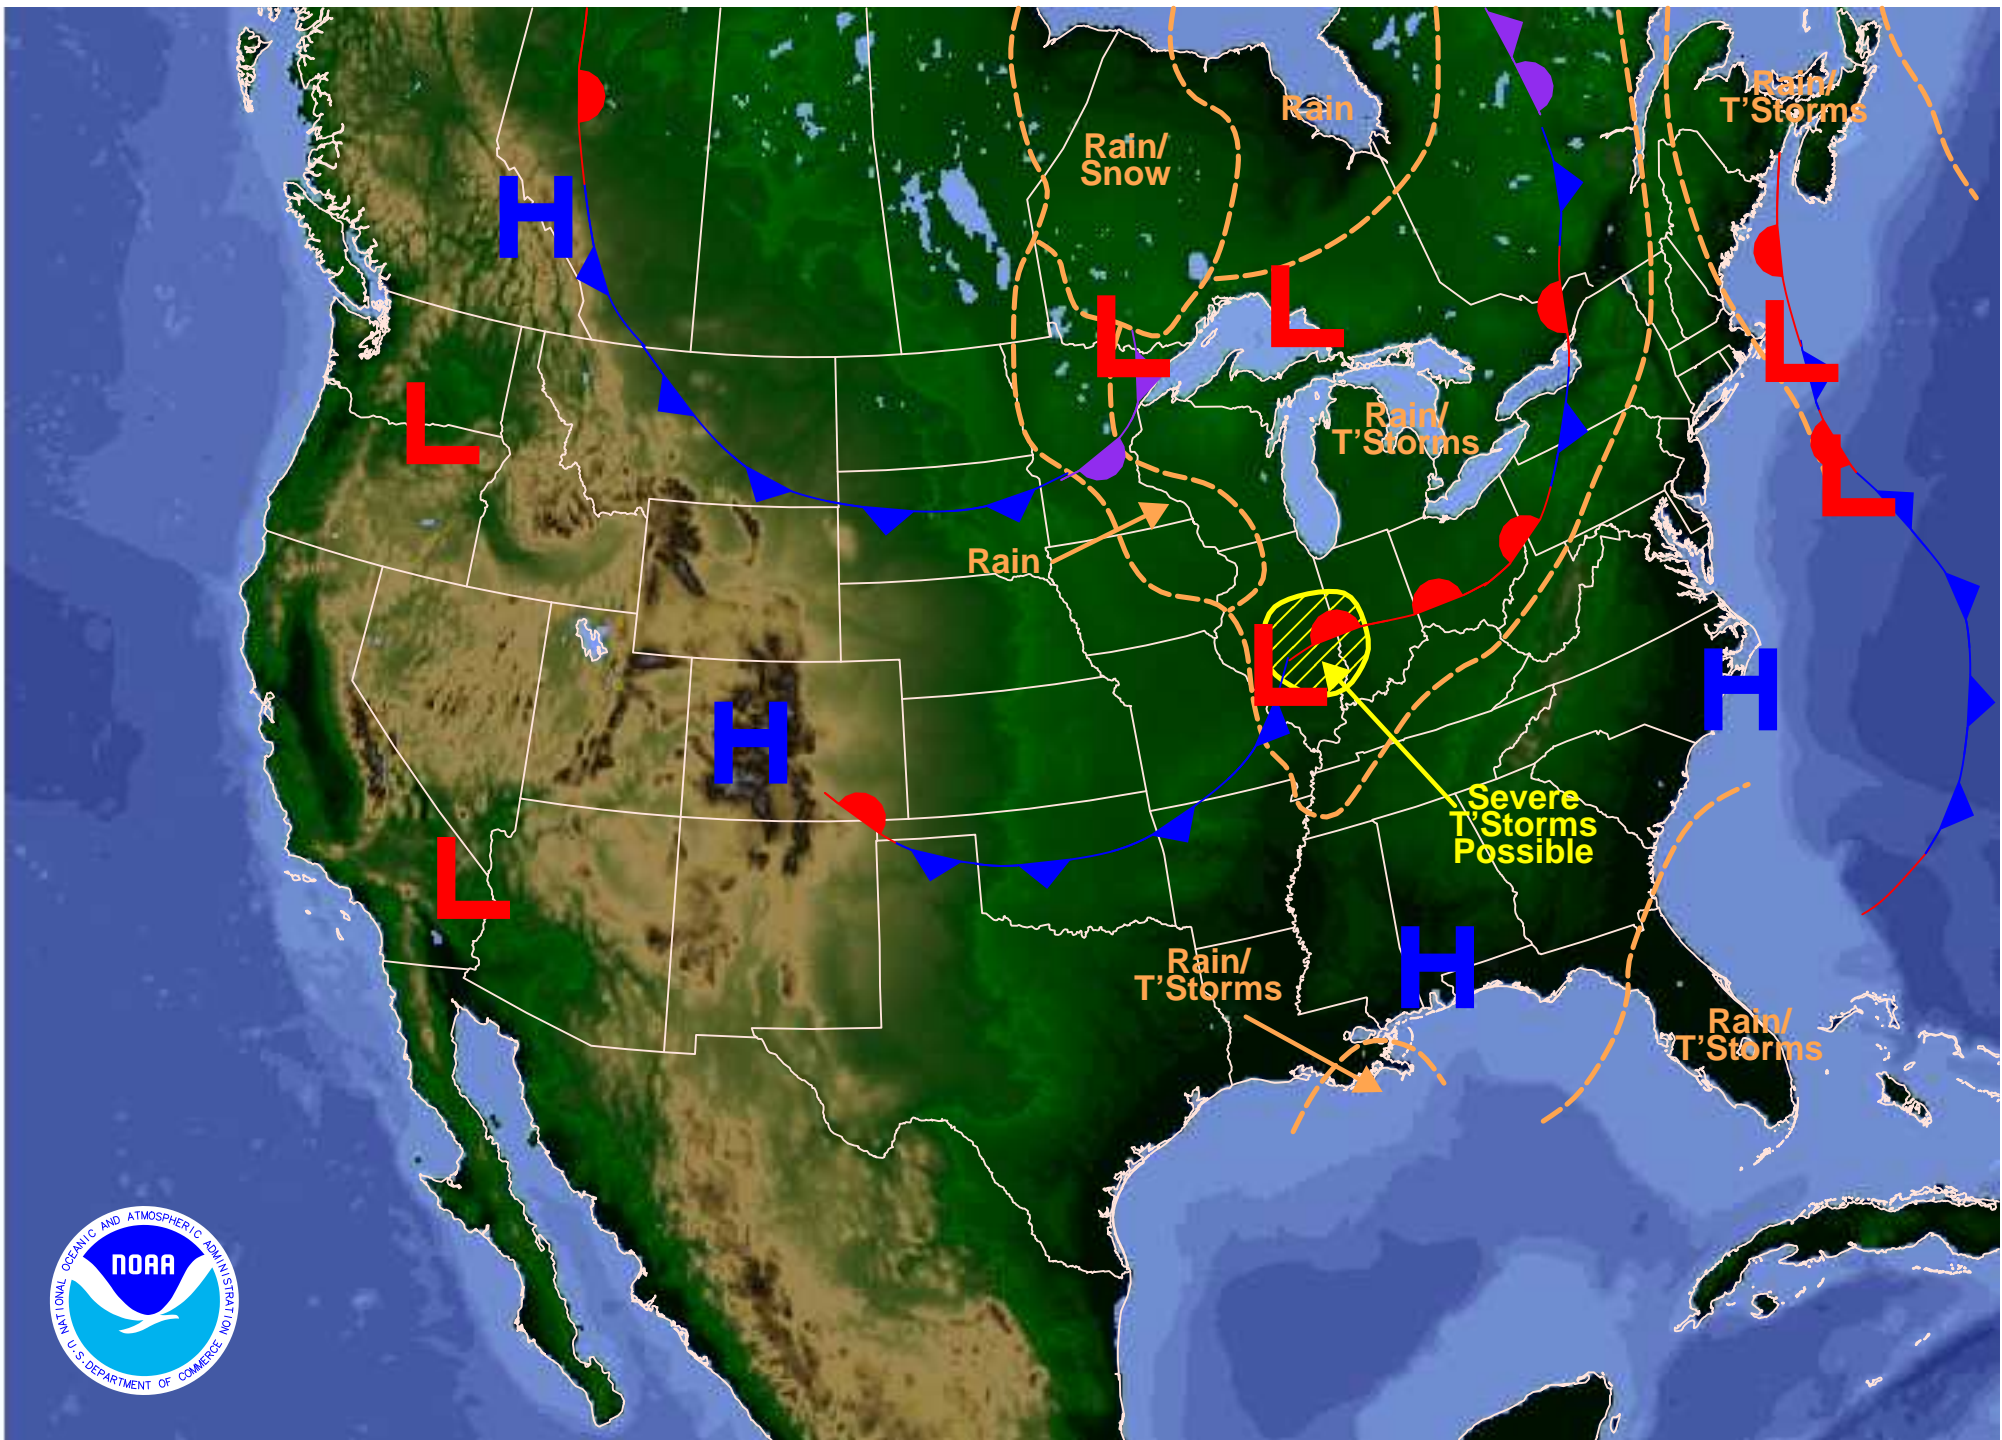 Rain/
T'Storms
Rain
Rain/
Snow
H
L
L
L
L
Rain/
T'Storms
L
L
Rain
L
H
H
Severe
T'Storms
Possible
L
H
Rain/
T'Storms
Rain/
T'Storms
NATIONAL OCEANIC AND ATMOSPHERIC ADMINISTRATION
NOAA
U.S. DEPARTMENT OF COMMERCE